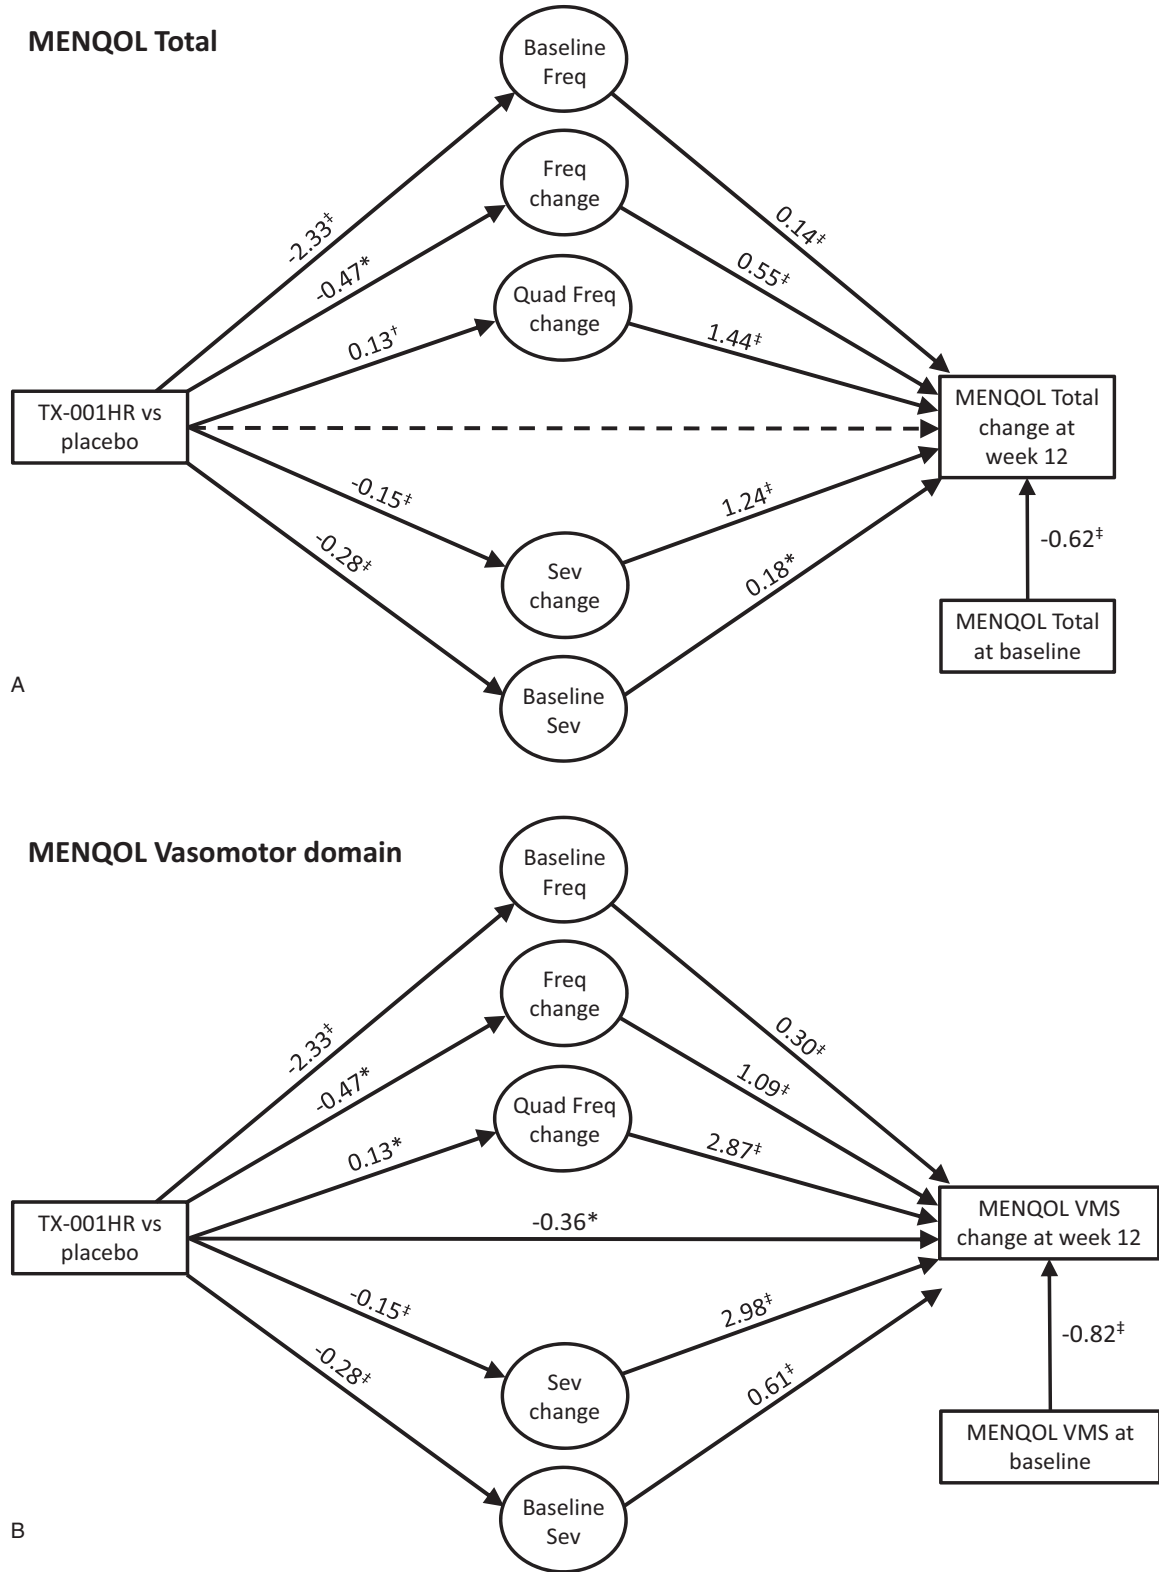 MENQOL Total
Baseline
Freq
Freq
change
Quad Freq
change
-2.33‡
-0.47*
0.13†
0.14‡
0.55‡
1.44‡
TX-001HR vs
placebo
MENQOL Total
change at
week 12
-0.15‡
-0.28‡
1.24‡
0.18*
-0.62‡
Sev
change
MENQOL Total
at baseline
Baseline
Sev
A
MENQOL Vasomotor domain
Baseline
Freq
Freq
change
Quad Freq
change
-2.33‡
-0.47*
0.13*
0.30‡
1.09‡
2.87‡
TX-001HR vs
placebo
-0.36*
MENQOL VMS
change at week 12
-0.15‡
-0.28‡
2.98‡
0.61‡
-0.82‡
Sev
change
MENQOL VMS at
baseline
Baseline
Sev
B